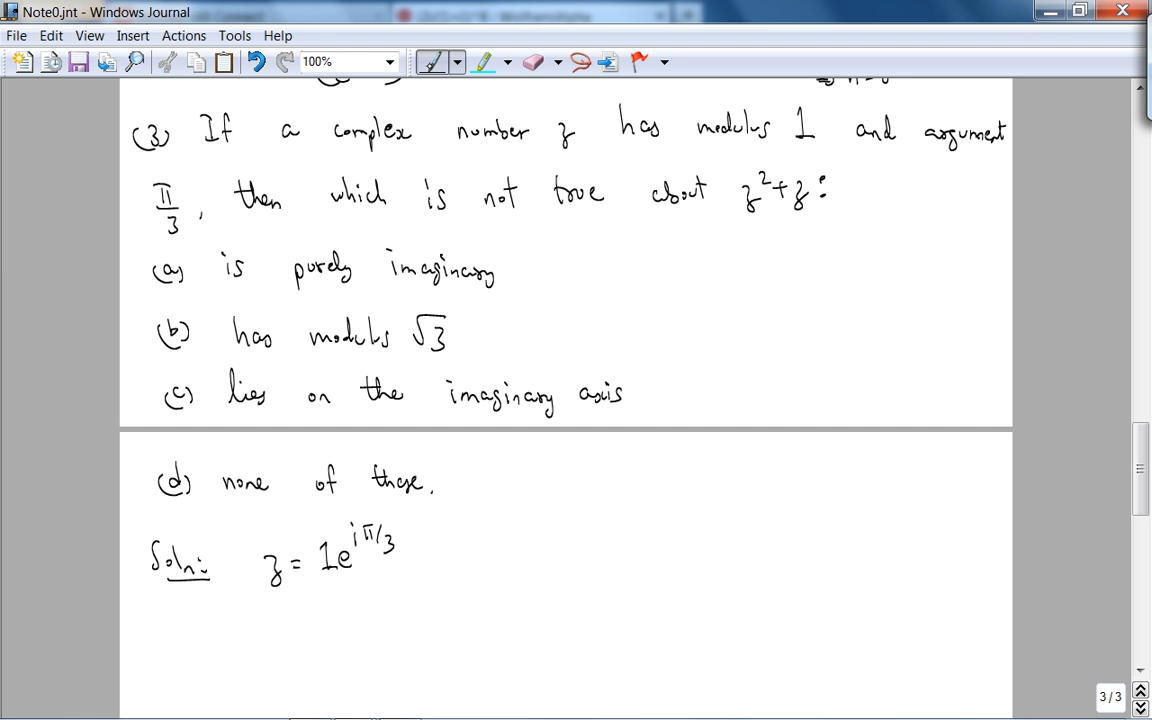 Note0.jnt - Windows Journal
File Edit View Insert Actions Tools Help
100%
(3) If a complex number z has modulus 1 and argument
π/3, then which is not true about z²+z:
(a) is purely imaginary
(b) has moduls √3
(c) lies on the imaginary axis
(d) none of these.
Soln: z = 1e^{iπ/3}
3 / 3